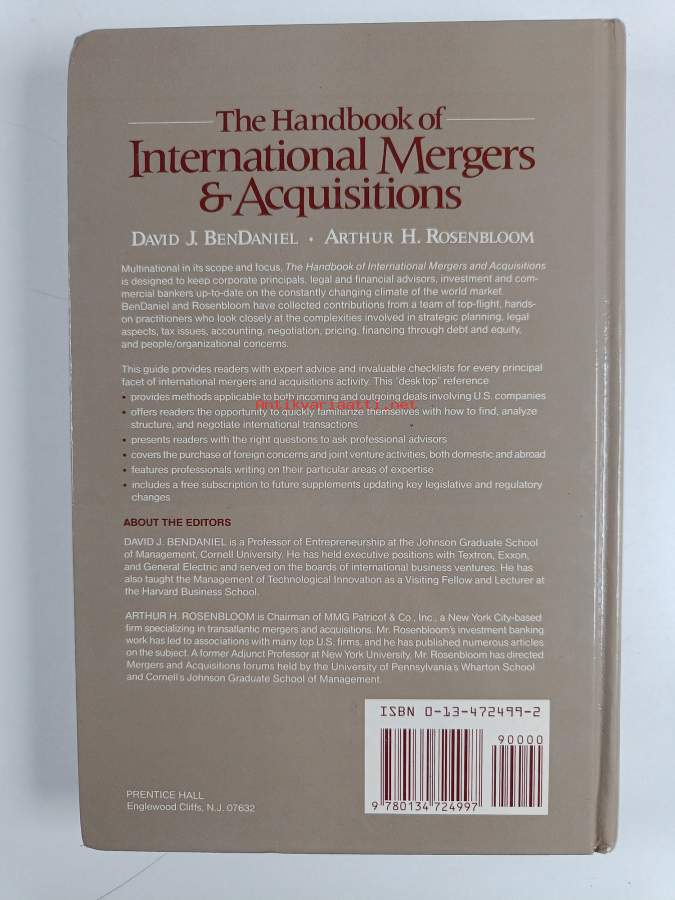 The Handbook of
International Mergers
& Acquisitions
DAVID J. BENDANIEL • ARTHUR H. ROSENBLOOM
Multinational in its scope and focus, The Handbook of International Mergers and Acquisitions
is designed to keep corporate principals, legal and financial advisors, investment and com-
mercial bankers up-to-date on the constantly changing climate of the world market.
BenDaniel and Rosenbloom have collected contributions from a team of top-flight, hands-
on practitioners who look closely at the complexities involved in strategic planning, legal
aspects, tax issues, accounting, negotiation, pricing, financing through debt and equity,
and people/organizational concerns.
This guide provides readers with expert advice and invaluable checklists for every principal
facet of international mergers and acquisitions activity. This "desk top" reference
• provides methods applicable to both incoming and outgoing deals involving U.S. companies
Antikvariaatti.net
• offers readers the opportunity to quickly familiarize themselves with how to find, analyze
structure, and negotiate international transactions
• presents readers with the right questions to ask professional advisors
• covers the purchase of foreign concerns and joint venture activities, both domestic and abroad
• features professionals writing on their particular areas of expertise
• includes a free subscription to future supplements updating key legislative and regulatory
changes
ABOUT THE EDITORS
DAVID J. BENDANIEL is a Professor of Entrepreneurship at the Johnson Graduate School
of Management, Cornell University. He has held executive positions with Textron, Exxon,
and General Electric and served on the boards of international business ventures. He has
also taught the Management of Technological Innovation as a Visiting Fellow and Lecturer at
the Harvard Business School.
ARTHUR H. ROSENBLOOM is Chairman of MMG Patricof & Co., Inc., a New York City-based
firm specializing in transatlantic mergers and acquisitions. Mr. Rosenbloom's investment banking
work has led to associations with many top U.S. firms, and he has published numerous articles
on the subject. A former Adjunct Professor at New York University, Mr. Rosenbloom has directed
Mergers and Acquisitions forums held by the University of Pennsylvania's Wharton School
and Cornell's Johnson Graduate School of Management.
ISBN 0-13-472499-2
90000
9 780134 724997
PRENTICE HALL
Englewood Cliffs, N.J. 07632